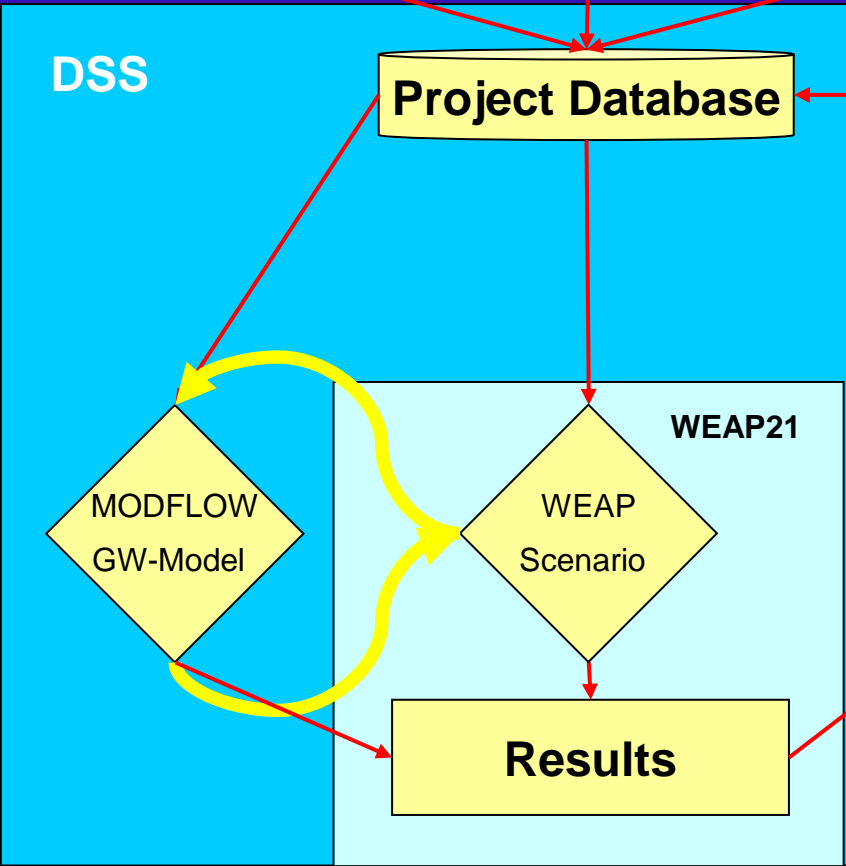 DSS
Project Database
WEAP21
MODFLOW
GW-Model
WEAP
Scenario
Results